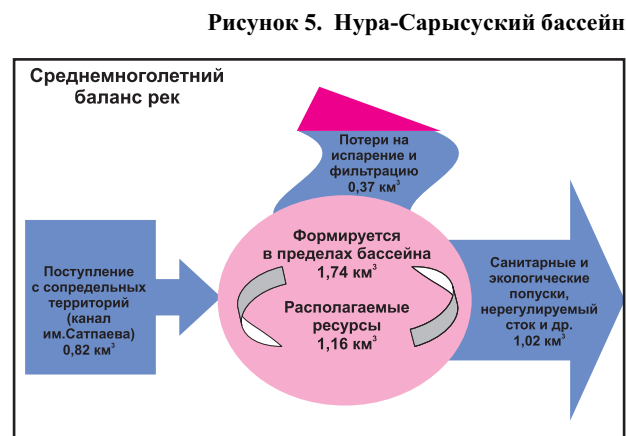 Рисунок 5. Нура-Сарысуский бассейн
Среднемноголетний
баланс рек
Потери на
испарение и
фильтрацию
0,37 км³
Формируется
в пределах бассейна
1,74 км³
Располагаемые
ресурсы
1,16 км³
Поступление
с сопредельных
территорий
(канал
им.Сатпаева)
0,82 км³
Санитарные и
экологические
попуски,
нерегулируемый
сток и др.
1,02 км³